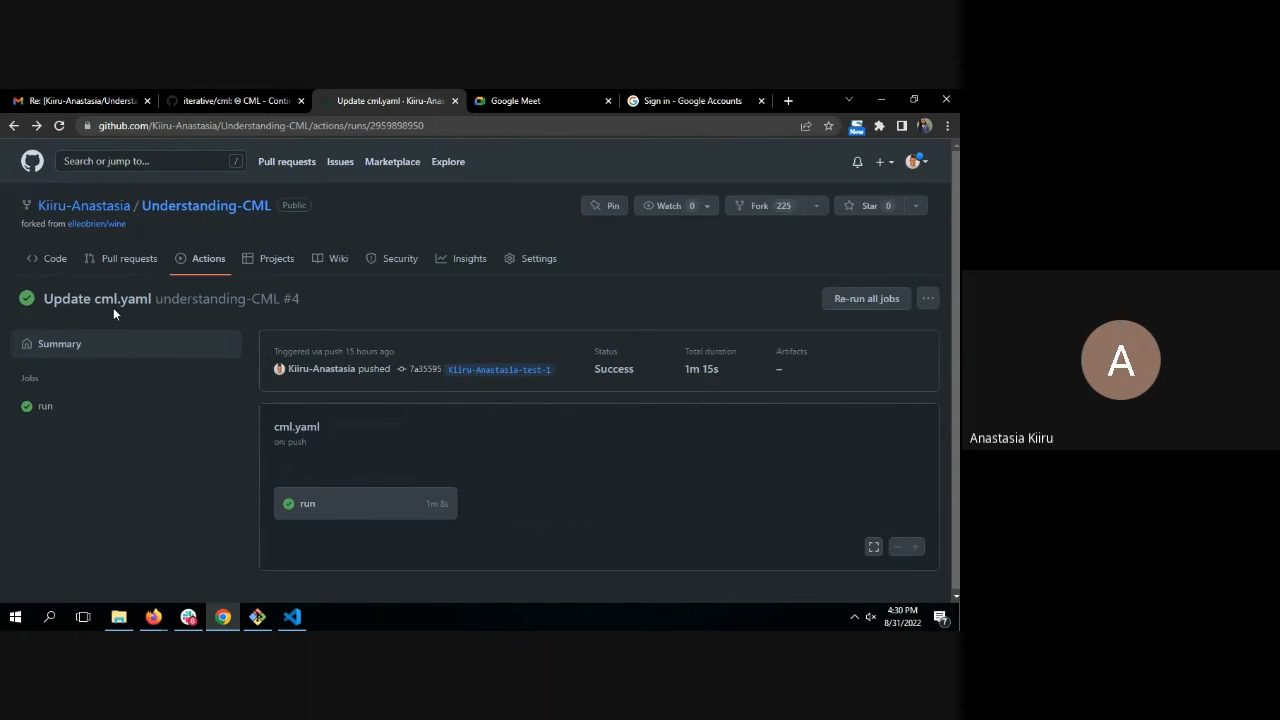 Re: [Kiiru-Anastasia/Understa
iterative/cml: ♾️ CML - Conti
Update cml.yaml · Kiiru-Anas
Google Meet
Sign in - Google Accounts
github.com/Kiiru-Anastasia/Understanding-CML/actions/runs/2959898950
New
Search or jump to...
/
Pull requests
Issues
Marketplace
Explore
Kiiru-Anastasia / Understanding-CML
Public
Pin
Watch 0
Fork 225
Star 0
forked from elleobrien/wine
Code
Pull requests
Actions
Projects
Wiki
Security
Insights
Settings
Update cml.yaml understanding-CML #4
Re-run all jobs
Summary
Jobs
run
Triggered via push 15 hours ago
Status
Total duration
Artifacts
Kiiru-Anastasia pushed 7a35595 Kiiru-Anastasia-test-1
Success
1m 15s
–
cml.yaml
on: push
run
1m 8s
A
Anastasia Kiiru
4:30 PM
8/31/2022